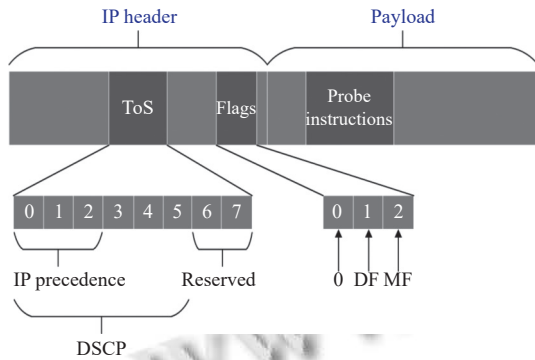 IP header Payload
ToS Flags Probe instructions
0 1 2 3 4 5 6 7 0 1 2
IP precedence Reserved 0 DF MF
DSCP